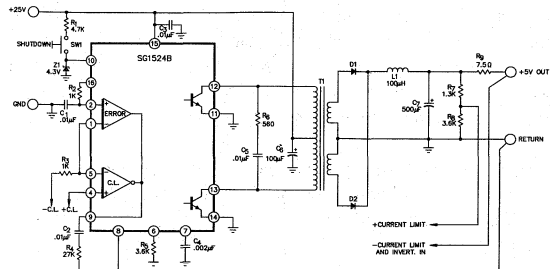 +25V
R1
4.7K
C3
.01µF
SHUTDOWN
SW1
15
SG1524B
Z1
4.3V
10
16
R2
1K
GND
C1
.01µF
2
ERROR
1
R3
1K
5
C.L.
4
-C.L. +C.L.
9
C2
.01µF
R4
27K
8
6
R5
3.6K
7
C4
.002µF
12
11
13
14
R6
560
C5
.01µF
C6
100µF
T1
D1
D2
L1
100µH
C7
500µF
R7
1.3K
R8
3.6K
R9
7.5Ω
+5V OUT
RETURN
+CURRENT LIMIT
-CURRENT LIMIT
AND INVERT. IN